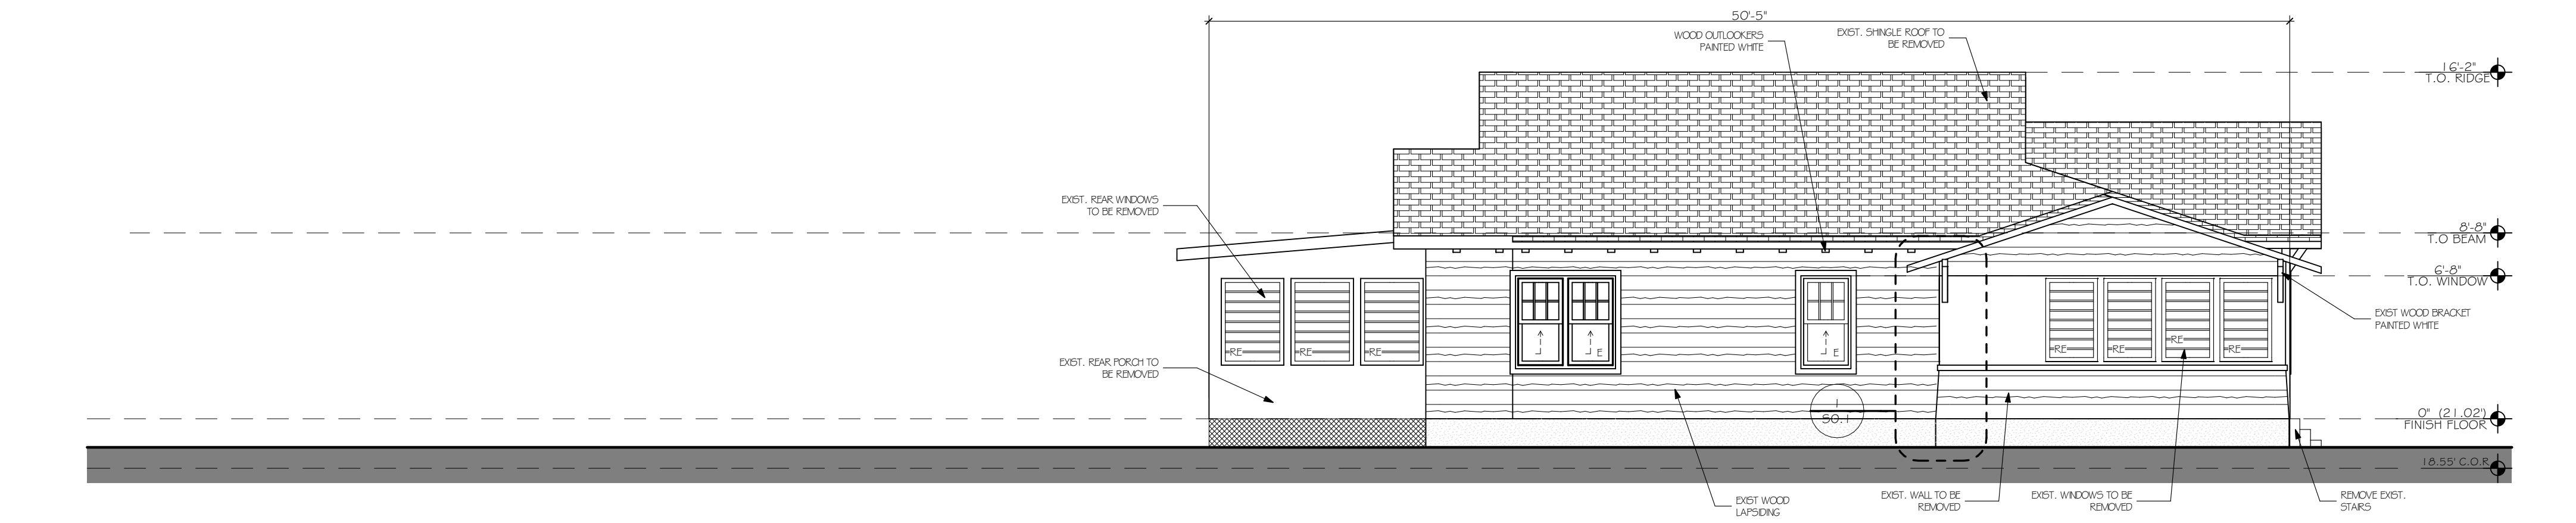 50'-5"
WOOD OUTLOOKERS
PAINTED WHITE
EXIST. SHINGLE ROOF TO
BE REMOVED
16'-2"
T.O. RIDGE
EXIST. REAR WINDOWS
TO BE REMOVED
8'-8"
T.O BEAM
6'-8"
T.O. WINDOW
EXIST WOOD BRACKET
PAINTED WHITE
RE
RE
RE
E
E
RE
RE
RE
RE
EXIST. REAR PORCH TO
BE REMOVED
1
S0.1
0" (21.02')
FINISH FLOOR
18.55' C.O.R
EXIST WOOD
LAPSIDING
EXIST. WALL TO BE
REMOVED
EXIST. WINDOWS TO BE
REMOVED
REMOVE EXIST.
STAIRS